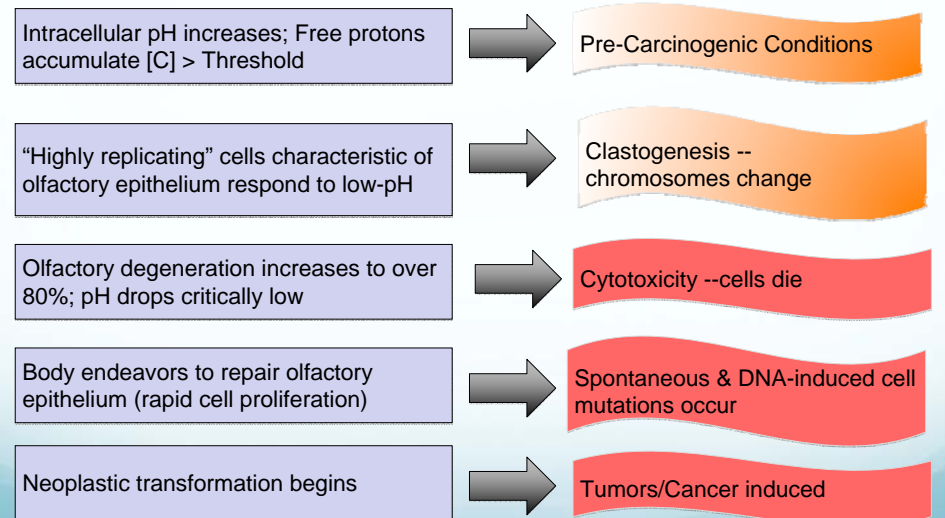 Intracellular pH increases; Free protons
accumulate [C] > Threshold
Pre-Carcinogenic Conditions
“Highly replicating” cells characteristic of
olfactory epithelium respond to low-pH
Clastogenesis --
chromosomes change
Olfactory degeneration increases to over
80%; pH drops critically low
Cytotoxicity --cells die
Body endeavors to repair olfactory
epithelium (rapid cell proliferation)
Spontaneous & DNA-induced cell
mutations occur
Neoplastic transformation begins
Tumors/Cancer induced